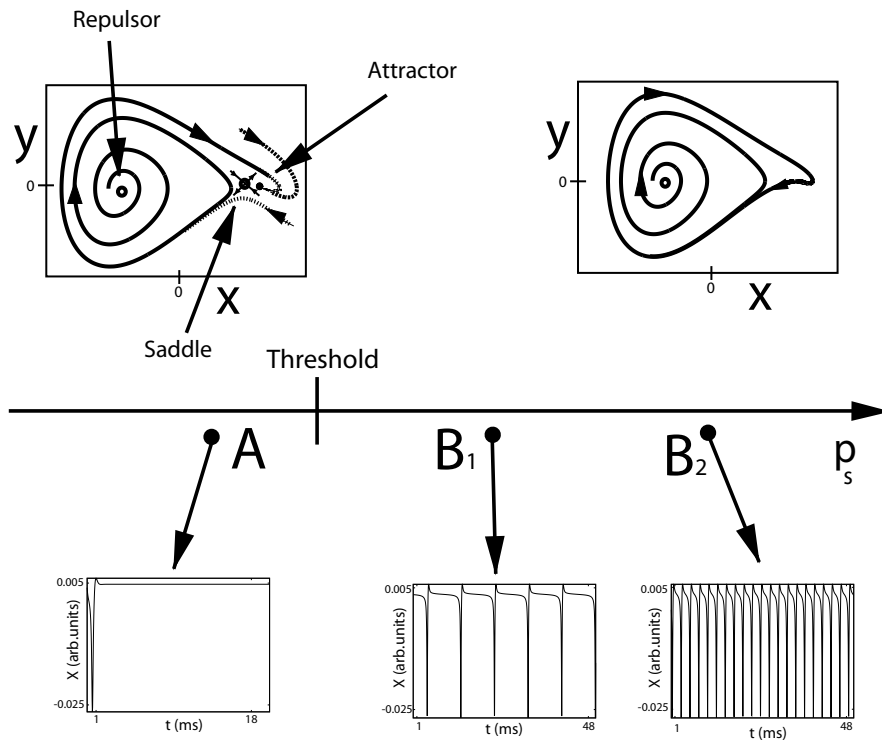 Repulsor
Attractor
y
0
0
x
Saddle
y
0
0
x
Threshold
A
B1
B2
ps
0.005
X (arb.units)
-0.025
1
t (ms)
18
0.005
X (arb.units)
-0.025
1
t (ms)
48
0.005
X (arb.units)
-0.025
1
t (ms)
48